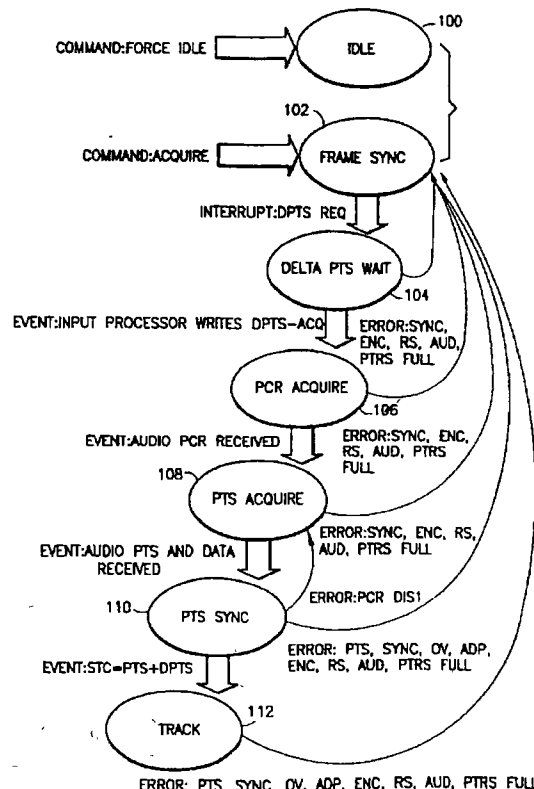 100
COMMAND:FORCE IDLE
IDLE
102
COMMAND:ACQUIRE
FRAME SYNC
INTERRUPT:DPTS REQ
DELTA PTS WAIT
104
EVENT:INPUT PROCESSOR WRITES DPTS-ACQ
ERROR:SYNC,
ENC, RS, AUD,
PTRS FULL
PCR ACQUIRE
106
EVENT:AUDIO PCR RECEIVED
ERROR:SYNC, ENC,
RS, AUD, PTRS
FULL
108
PTS ACQUIRE
EVENT:AUDIO PTS AND DATA
RECEIVED
ERROR:SYNC, ENC, RS,
AUD, PTRS FULL
110
PTS SYNC
ERROR:PCR DIS1
EVENT:STC=PTS+DPTS
ERROR: PTS, SYNC, OV, ADP,
ENC, RS, AUD, PTRS FULL
TRACK
112
ERROR: PTS, SYNC, OV, ADP, ENC, RS, AUD, PTRS FULL